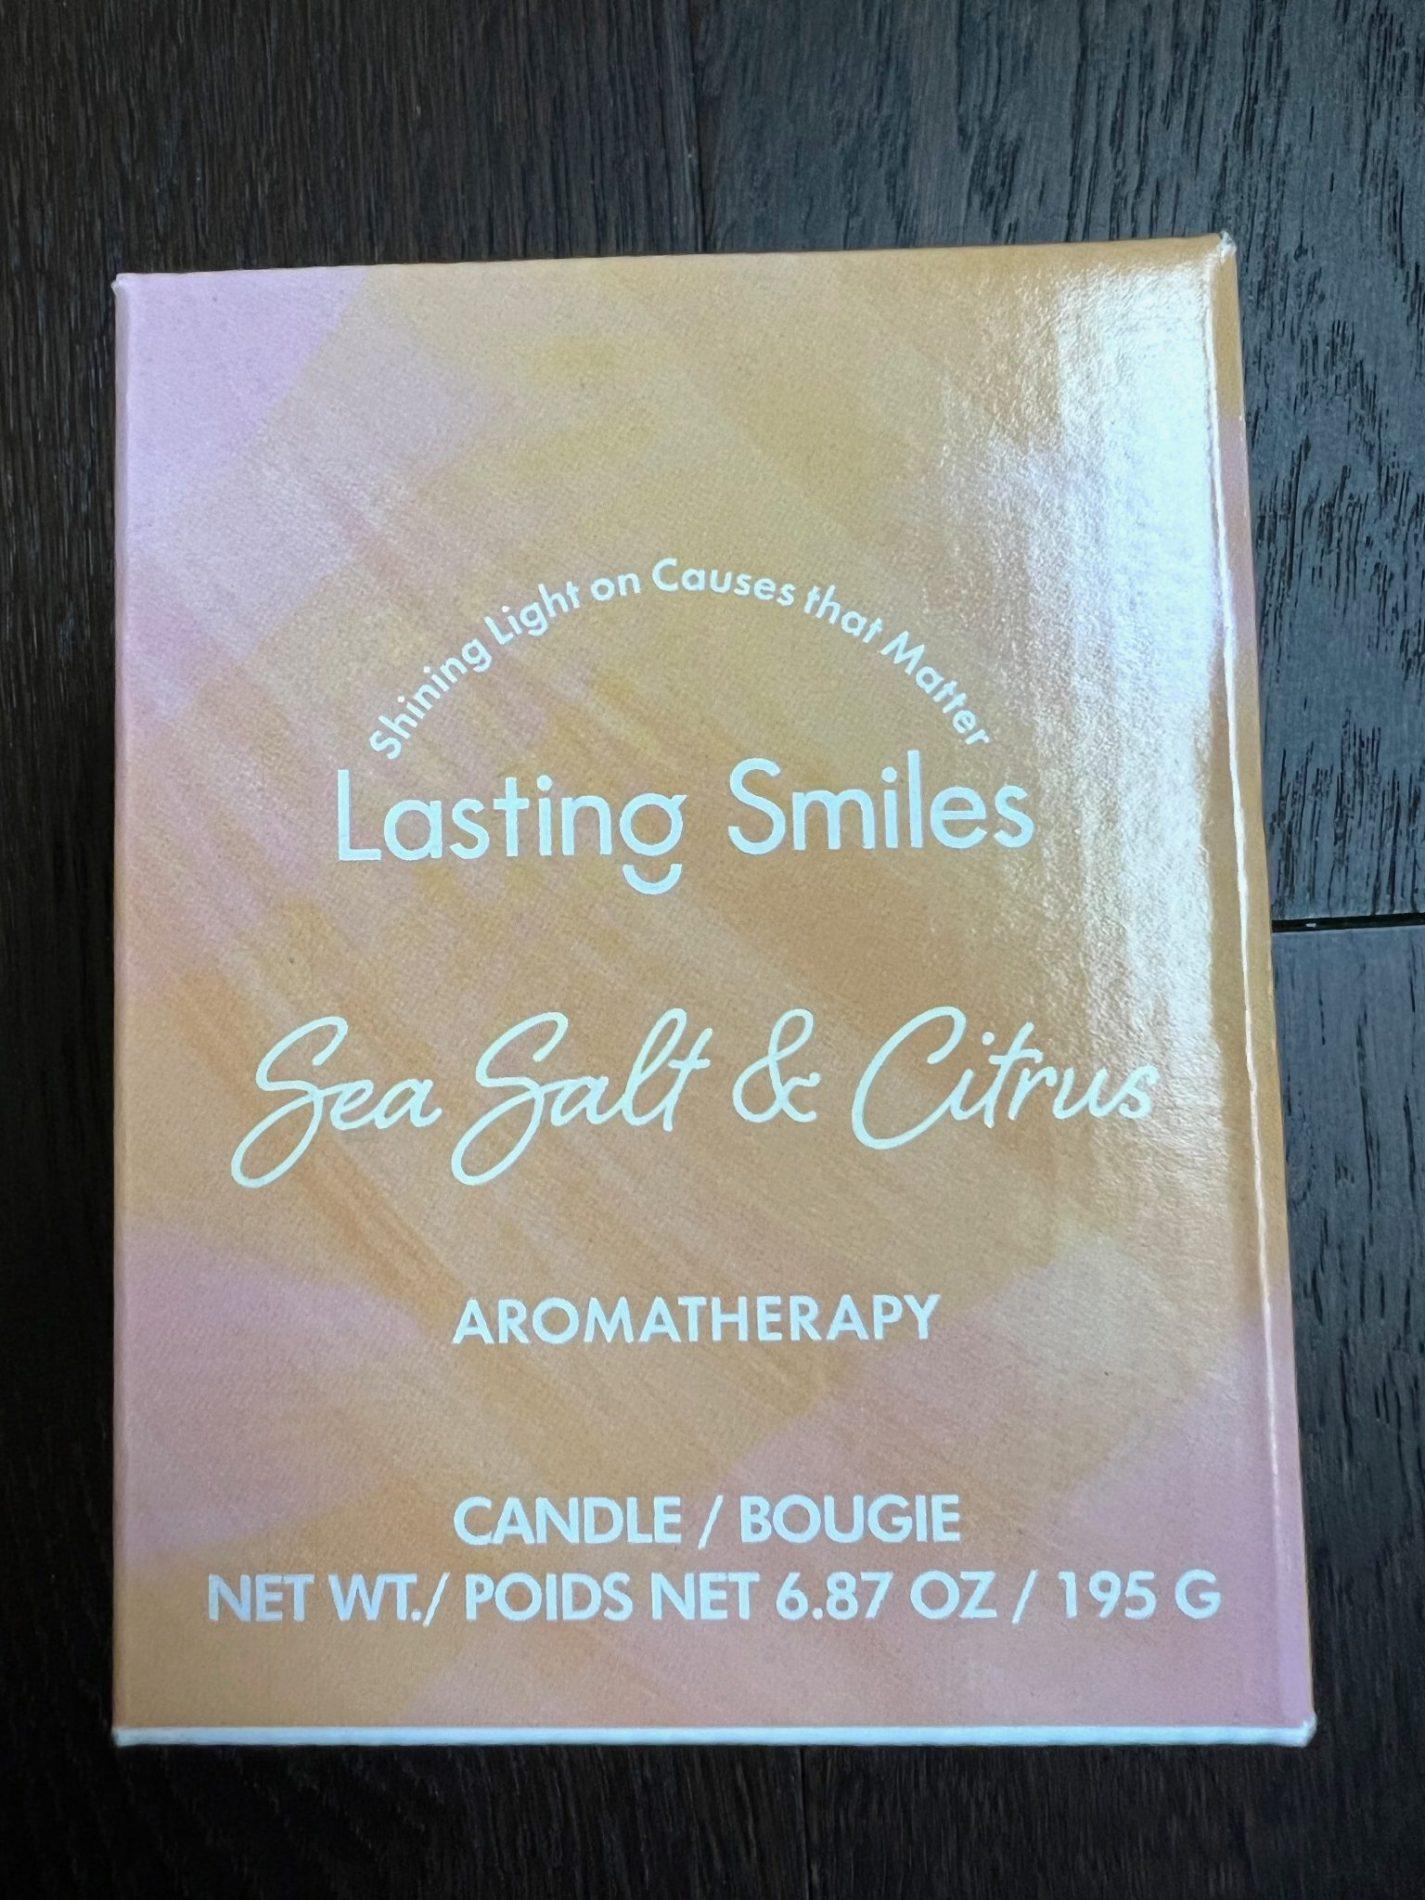 Shining Light on Causes that Matter
Lasting Smiles
Sea Salt & Citrus
AROMATHERAPY
CANDLE / BOUGIE
NET WT./ POIDS NET 6.87 OZ / 195 G